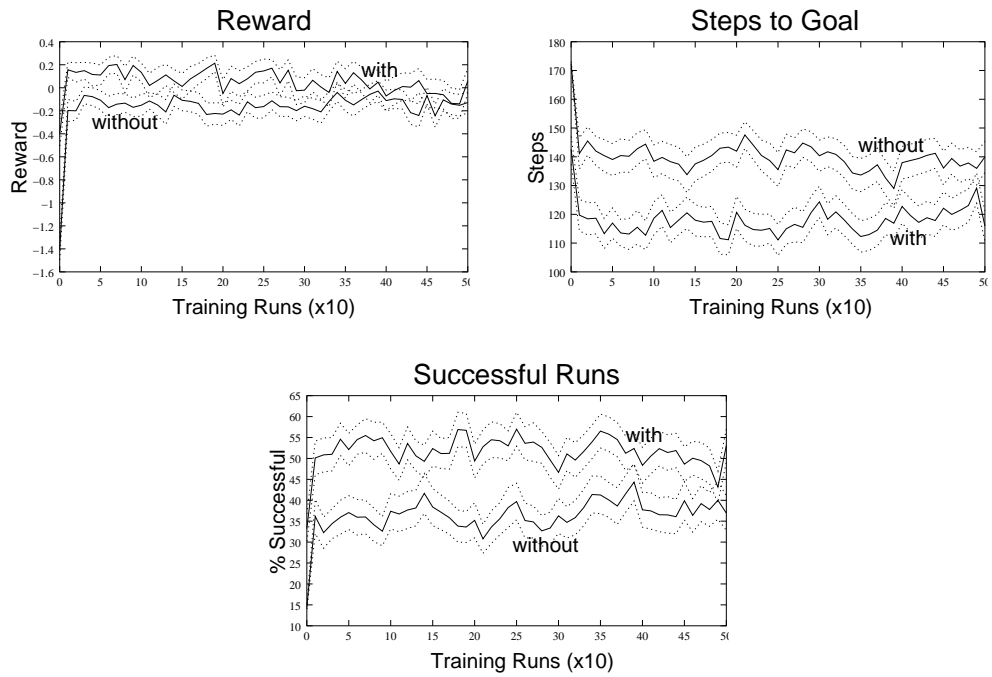 Reward
0.4
0.2
0
−0.2
−0.4
−0.6
−0.8
−1
−1.2
−1.4
−1.6
Reward
with
without
0 5 10 15 20 25 30 35 40 45 50
Training Runs (x10)
Steps to Goal
180
170
160
150
140
130
120
110
100
Steps
without
with
0 5 10 15 20 25 30 35 40 45 50
Training Runs (x10)
Successful Runs
65
60
55
50
45
40
35
30
25
20
15
10
% Successful
with
without
0 5 10 15 20 25 30 35 40 45 50
Training Runs (x10)